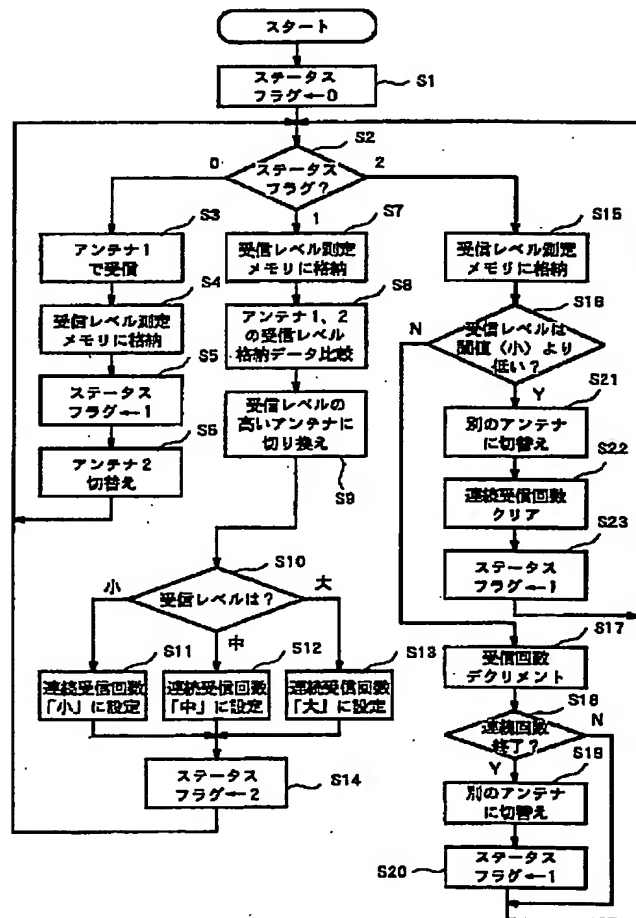 スタート
ステータス
フラグ←0
S1
S2
ステータス
フラグ?
0
1
2
S3
アンテナ1
で受信
S4
受信レベル測定
メモリに格納
S5
ステータス
フラグ←1
S6
アンテナ2
切替え
S7
受信レベル測定
メモリに格納
S8
アンテナ1、2
の受信レベル
格納データ比較
受信レベルの
高いアンテナに
切り換え
S9
S10
受信レベルは?
小
中
大
S11
連続受信回数
「小」に設定
S12
連続受信回数
「中」に設定
S13
連続受信回数
「大」に設定
ステータス
フラグ←2
S14
S15
受信レベル測定
メモリに格納
S16
受信レベルは
閾値(小)より
低い?
N
Y
S21
別のアンテナ
に切替え
S22
連続受信回数
クリア
S23
ステータス
フラグ←1
S17
受信回数
デクリメント
S18
連続回数
終了?
N
Y
S19
別のアンテナ
に切替え
S20
ステータス
フラグ←1